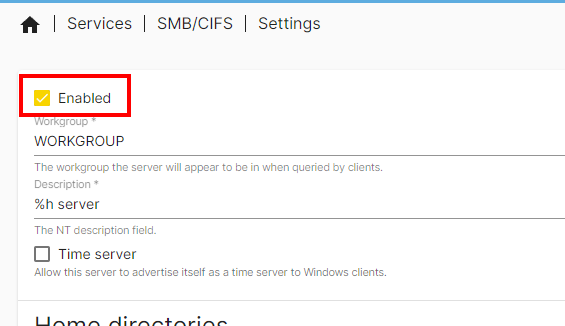 Services | SMB/CIFS | Settings
Enabled
Workgroup *
WORKGROUP
The workgroup the server will appear to be in when queried by clients.
Description *
%h server
The NT description field.
Time server
Allow this server to advertise itself as a time server to Windows clients.
Home directories